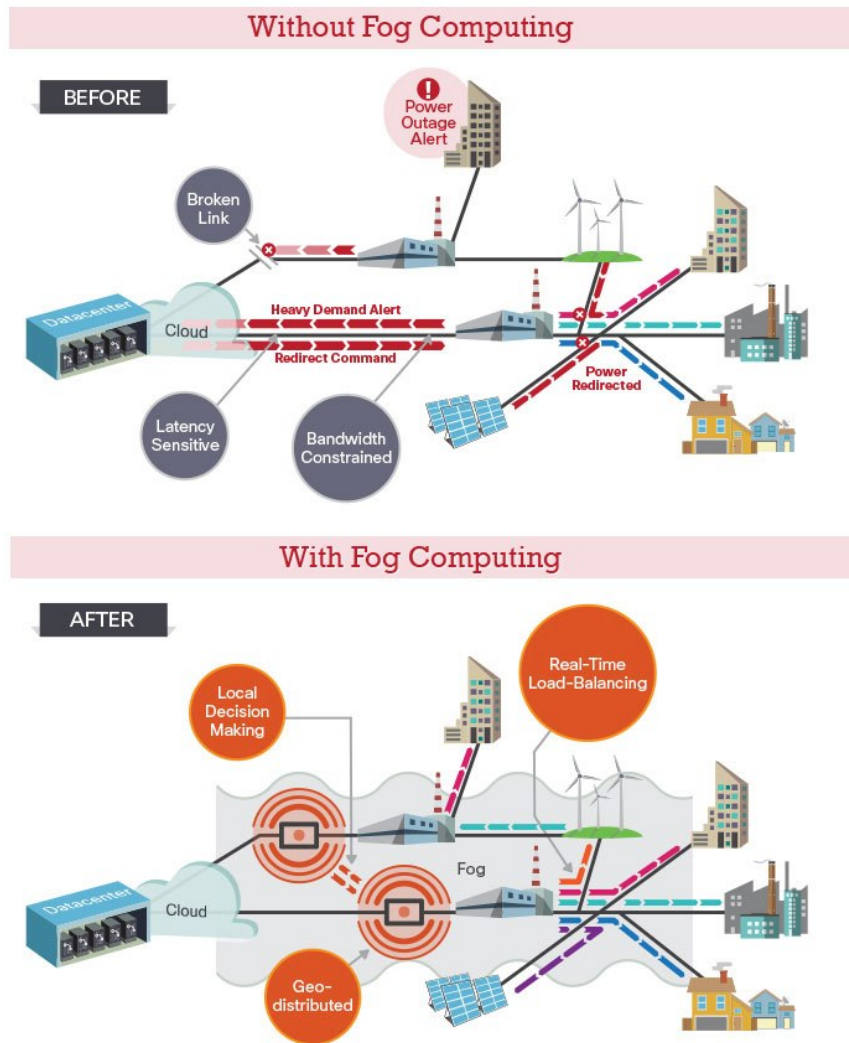 Without Fog Computing
BEFORE
!
Power
Outage
Alert
Broken
Link
Datacenter
Cloud
Heavy Demand Alert
Redirect Command
Latency
Sensitive
Bandwidth
Constrained
Power
Redirected
With Fog Computing
AFTER
Local
Decision
Making
Real-Time
Load-Balancing
Fog
Datacenter
Cloud
Geo-
distributed